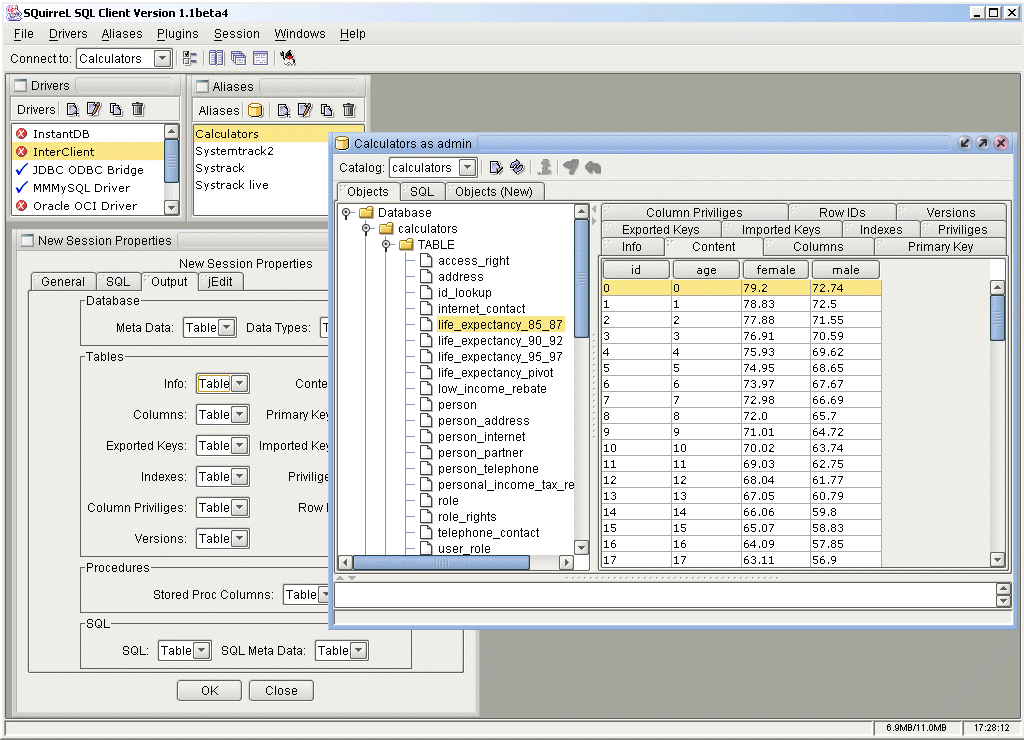 SQuirreL SQL Client Version 1.1beta4
File Drivers Aliases Plugins Session Windows Help
Connect to: Calculators
Drivers
Drivers
InstantDB
InterClient
JDBC ODBC Bridge
MMMySQL Driver
Oracle OCI Driver
Aliases
Aliases
Calculators
Systemtrack2
Systrack
Systrack live
New Session Properties
New Session Properties
General SQL Output jEdit
Database
Meta Data: Table Data Types: T
Tables
Info: Table Conte
Columns: Table Primary Key
Exported Keys: Table Imported Keys
Indexes: Table Privilige
Column Priviliges: Table Row I
Versions: Table
Procedures
Stored Proc Columns: Table
SQL
SQL: Table SQL Meta Data: Table
OK Close
Calculators as admin
Catalog: calculators
Objects SQL Objects (New)
Database
calculators
TABLE
access_right
address
id_lookup
internet_contact
life_expectancy_85_87
life_expectancy_90_92
life_expectancy_95_97
life_expectancy_pivot
low_income_rebate
person
person_address
person_internet
person_partner
person_telephone
personal_income_tax_re
role
role_rights
telephone_contact
user_role
Column Priviliges Row IDs Versions
Exported Keys Imported Keys Indexes Priviliges
Info Content Columns Primary Key
id age female male
0 0 79.2 72.74
1 1 78.83 72.5
2 2 77.88 71.55
3 3 76.91 70.59
4 4 75.93 69.62
5 5 74.95 68.65
6 6 73.97 67.67
7 7 72.98 66.69
8 8 72.0 65.7
9 9 71.01 64.72
10 10 70.02 63.74
11 11 69.03 62.75
12 12 68.04 61.77
13 13 67.05 60.79
14 14 66.06 59.8
15 15 65.07 58.83
16 16 64.09 57.85
17 17 63.11 56.9
6.9MB/11.0MB 17:28:12